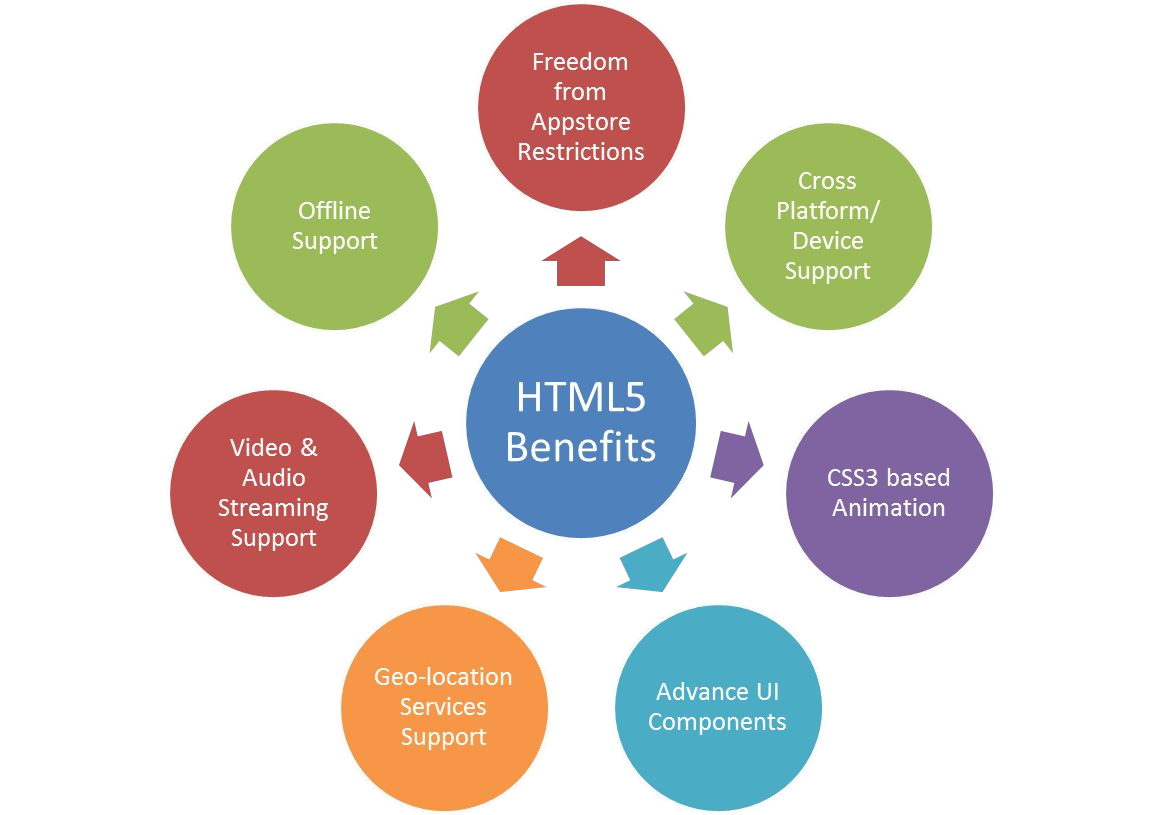 Freedom
from
Appstore
Restrictions
Cross
Platform/
Device
Support
Offline
Support
HTML5
Benefits
CSS3 based
Animation
Video &
Audio
Streaming
Support
Advance UI
Components
Geo-location
Services
Support